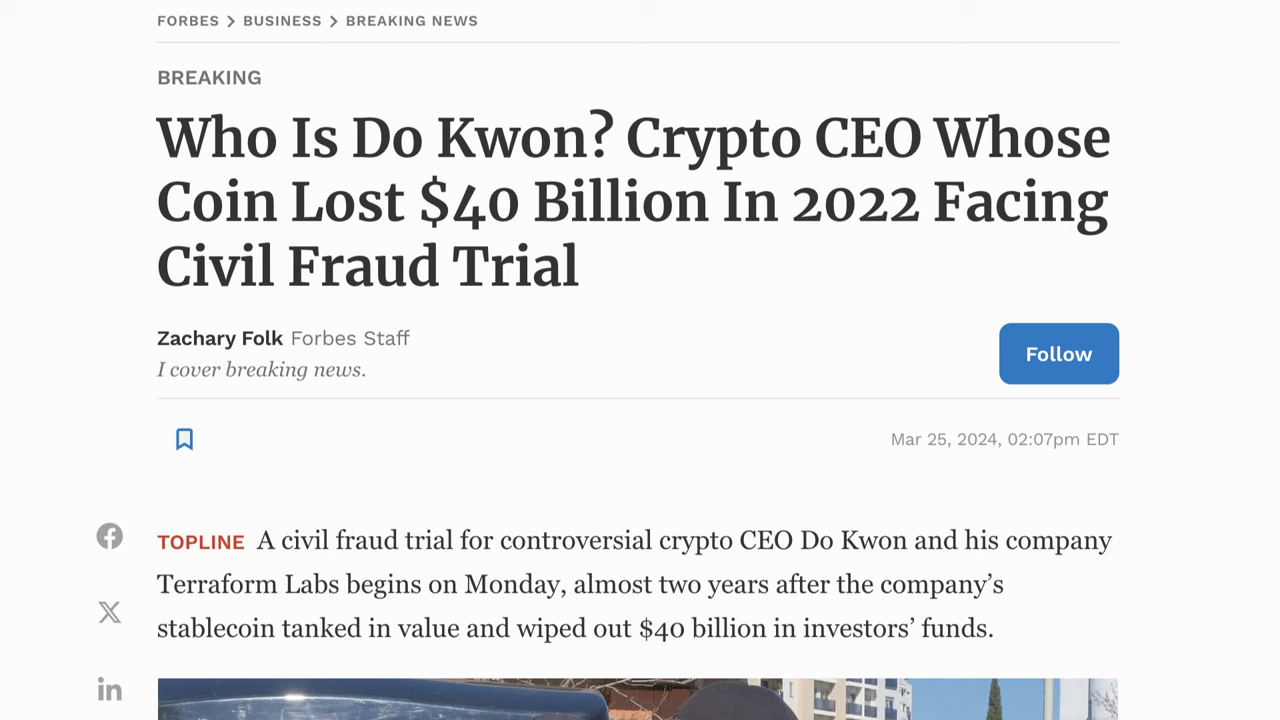 FORBES > BUSINESS > BREAKING NEWS
BREAKING
Who Is Do Kwon? Crypto CEO Whose
Coin Lost $40 Billion In 2022 Facing
Civil Fraud Trial
Zachary Folk Forbes Staff
I cover breaking news.
Follow
Mar 25, 2024, 02:07pm EDT
TOPLINE A civil fraud trial for controversial crypto CEO Do Kwon and his company
Terraform Labs begins on Monday, almost two years after the company’s
stablecoin tanked in value and wiped out $40 billion in investors’ funds.